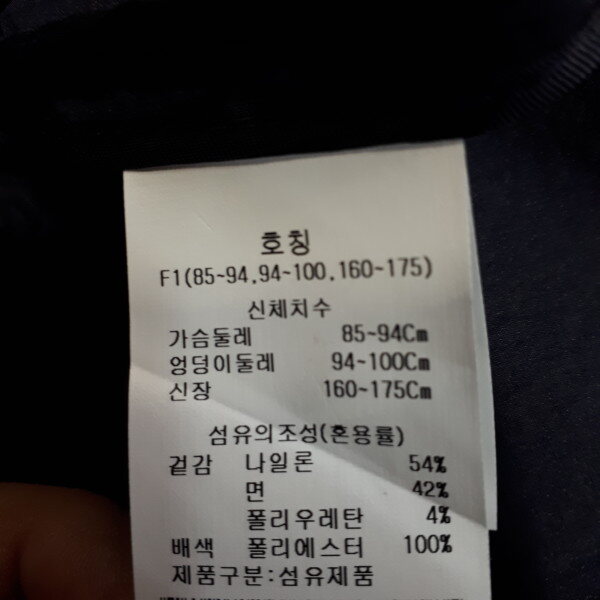 호칭
F1(85~94,94~100,160~175)
신체치수
가슴둘레 85~94Cm
엉덩이둘레 94~100Cm
신장 160~175Cm
섬유의조성(혼용률)
겉감 나일론 54%
면 42%
폴리우레탄 4%
배색 폴리에스터 100%
제품구분:섬유제품